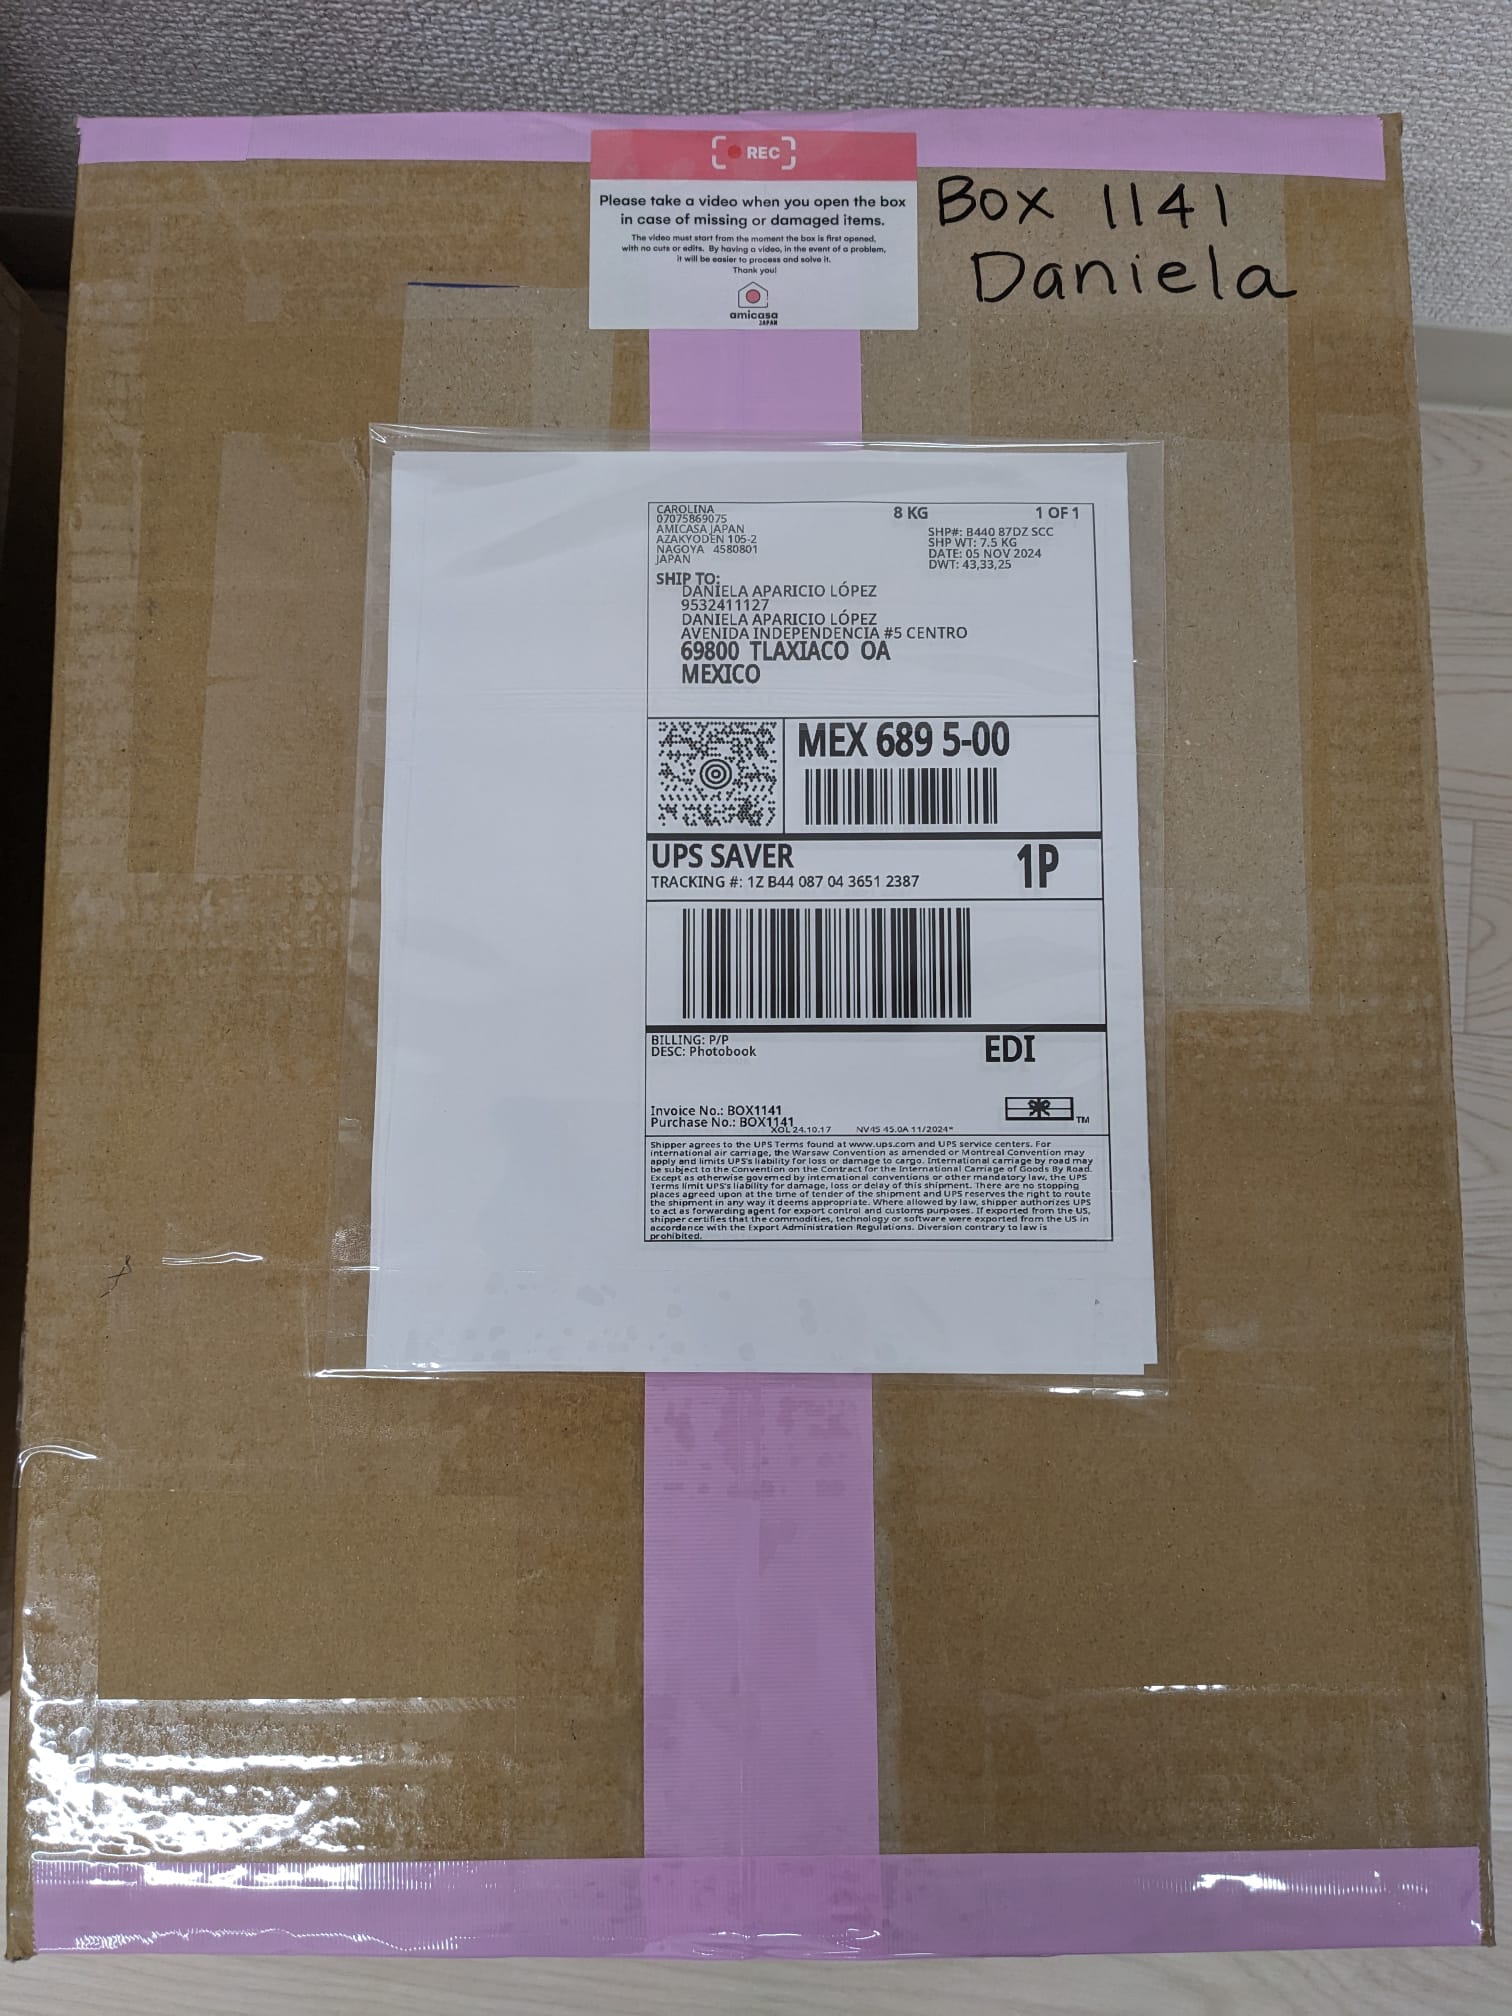 REC
Please take a video when you open the box
in case of missing or damaged items.
The video must start from the moment the box is first opened,
with no cuts or edits. By having a video, in the event of a problem,
it will be easier to process and solve it.
Thank you!
amicasa
JAPAN
Box 1141
Daniela
CAROLINA
07075869075
AMICASA JAPAN
AZAKYODEN 105-2
NAGOYA 4580801
JAPAN
8 KG 1 OF 1
SHP#: B440 87DZ SCC
SHP WT: 7.5 KG
DATE: 05 NOV 2024
DWT: 43,33,25
SHIP TO:
DANIELA APARICIO LÓPEZ
9532411127
DANIELA APARICIO LÓPEZ
AVENIDA INDEPENDENCIA #5 CENTRO
69800 TLAXIACO OA
MEXICO
MEX 689 5-00
UPS SAVER
TRACKING #: 1Z B44 087 04 3651 2387
1P
BILLING: P/P
DESC: Photobook
EDI
Invoice No.: BOX1141
Purchase No.: BOX1141
XOL 24.10.17 NV45 45.0A 11/2024*
TM
Shipper agrees to the UPS Terms found at www.ups.com and UPS service centers. For
international air carriage, the Warsaw Convention as amended or Montreal Convention may
apply and limits UPS's liability for loss or damage to cargo. International carriage by road may
be subject to the Convention on the Contract for the International Carriage of Goods By Road.
Except as otherwise governed by international conventions or other mandatory law, the UPS
Terms limit UPS's liability for damage, loss or delay of this shipment. There are no stopping
places agreed upon at the time of tender of the shipment and UPS reserves the right to route
the shipment in any way it deems appropriate. Where allowed by law, shipper authorizes UPS
to act as forwarding agent for export control and customs purposes. If exported from the US,
shipper certifies that the commodities, technology or software were exported from the US in
accordance with the Export Administration Regulations. Diversion contrary to law is
prohibited.